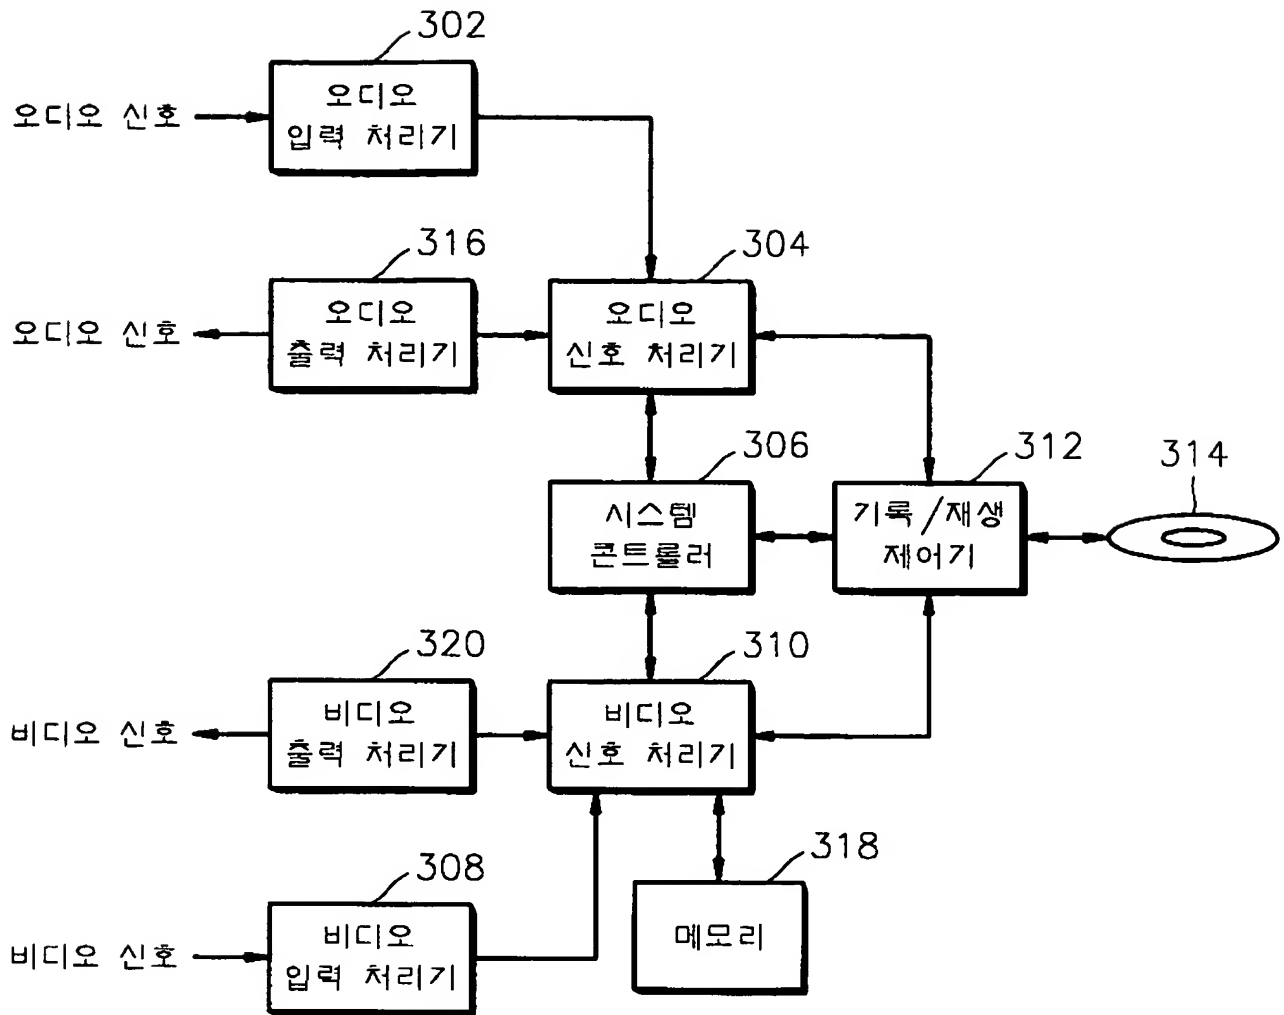 302
오디오 신호
오디오
입력 처리기
316
304
오디오 신호
오디오
출력 처리기
오디오
신호 처리기
306
312
314
시스템
콘트롤러
기록/재생
제어기
320
310
비디오 신호
비디오
출력 처리기
비디오
신호 처리기
308
318
비디오 신호
비디오
입력 처리기
메모리